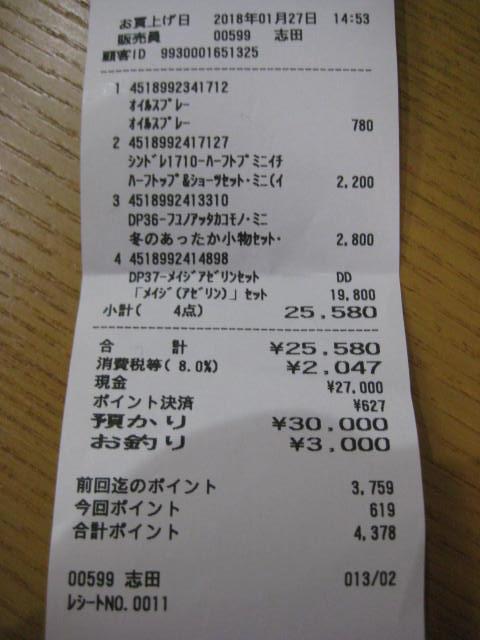 お買上げ日 2018年01月27日 14:53
販売員 00599 志田
顧客ID 9930001651325
1 4518992341712
オイルスプレー
オイルスプレー 780
2 4518992417127
シンドレ1710-ハーフトプミニイチ
ハーフトップ&ショーツセット・ミニ(イ 2,200
3 4518992413310
DP36-フユノアッタカコモノ・ミニ
冬のあったか小物セット・ 2,800
4 4518992414898
DP37-メイジアゼリンセット DD
「メイジ(アゼリン)」セット 19,800
小計( 4点) 25,580
合 計 ¥25,580
消費税等( 8.0%) ¥2,047
現金 ¥27,000
ポイント決済 ¥627
預かり ¥30,000
お釣り ¥3,000
前回迄のポイント 3,759
今回ポイント 619
合計ポイント 4,378
00599 志田 013/02
レシートNO.0011